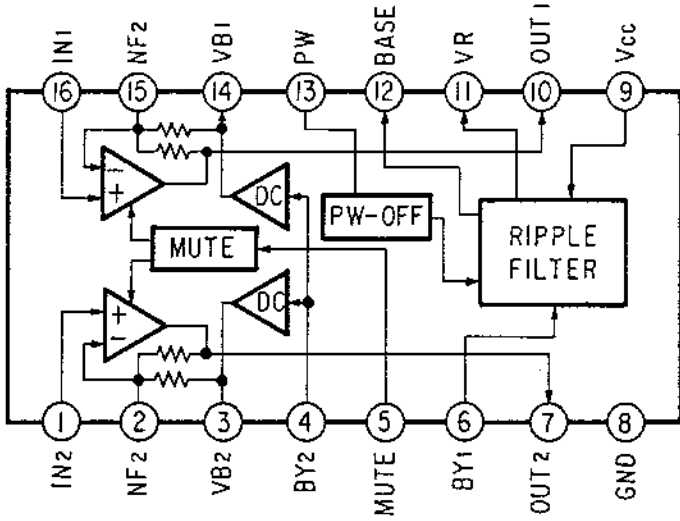 IN1 NF2 VB1 PW BASE VR OUT1 Vcc
16 15 14 13 12 11 10 9
−
+
DC
PW-OFF
RIPPLE
FILTER
MUTE
DC
+
−
1 2 3 4 5 6 7 8
IN2 NF2 VB2 BY2 MUTE BY1 OUT2 GND